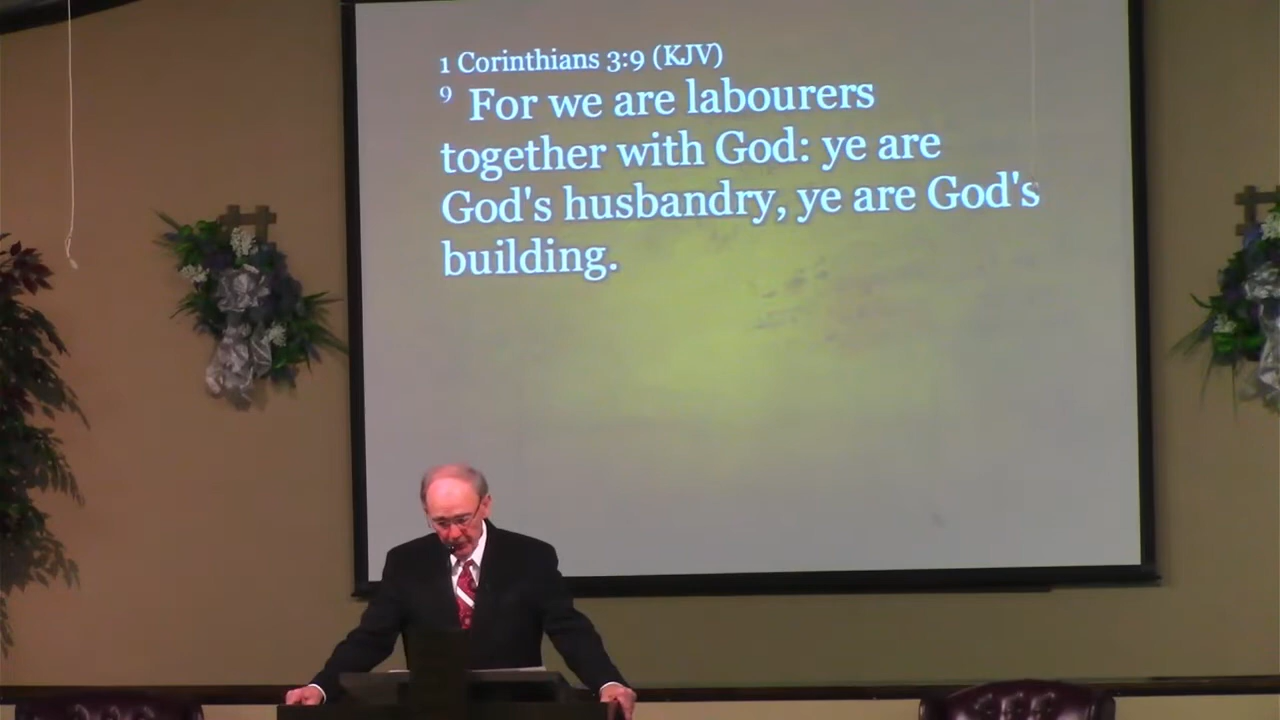 1 Corinthians 3:9 (KJV)
9 For we are labourers
together with God: ye are
God's husbandry, ye are God's
building.